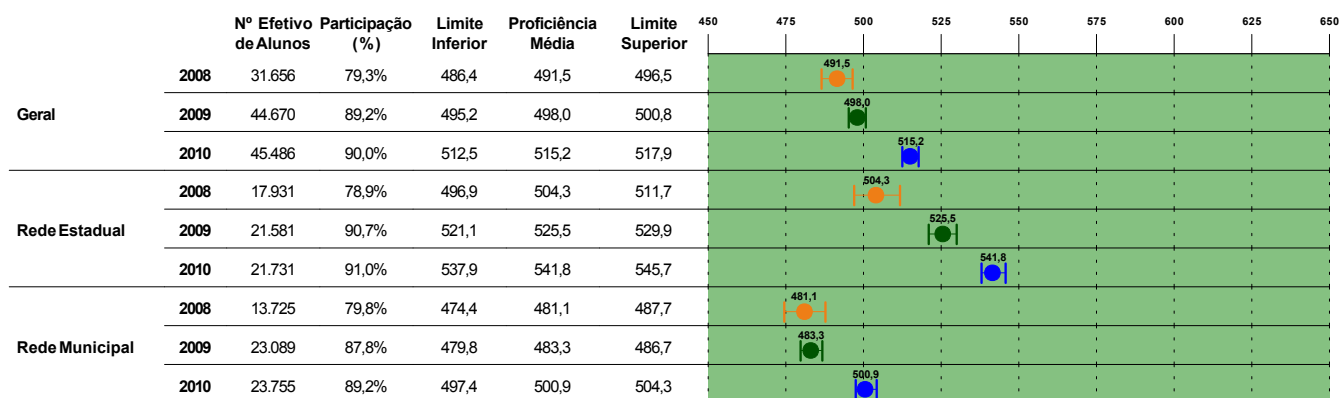 Nº Efetivo de Alunos Participação (%) Limite Inferior Proficiência Média Limite Superior 450 475 500 525 550 575 600 625 650
2008 31.656 79,3% 486,4 491,5 496,5 491,5
Geral 2009 44.670 89,2% 495,2 498,0 500,8 498,0
2010 45.486 90,0% 512,5 515,2 517,9 515,2
2008 17.931 78,9% 496,9 504,3 511,7 504,3
Rede Estadual 2009 21.581 90,7% 521,1 525,5 529,9 525,5
2010 21.731 91,0% 537,9 541,8 545,7 541,8
2008 13.725 79,8% 474,4 481,1 487,7 481,1
Rede Municipal 2009 23.089 87,8% 479,8 483,3 486,7 483,3
2010 23.755 89,2% 497,4 500,9 504,3 500,9